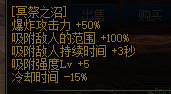 [冥祭之沼]
爆炸攻击力 +50%
吸附敌人的范围 +100%
吸附敌人持续时间 +3秒
吸附强度Lv +5
冷却时间 -15%
购买